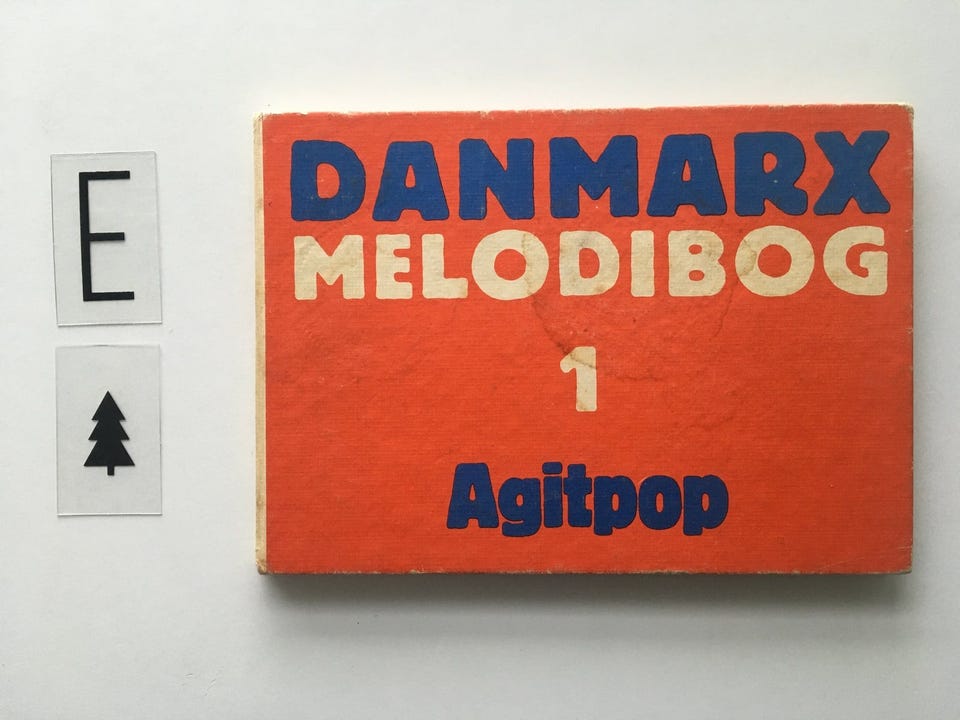 E
DANMARX
MELODIBOG
1
Agitpop